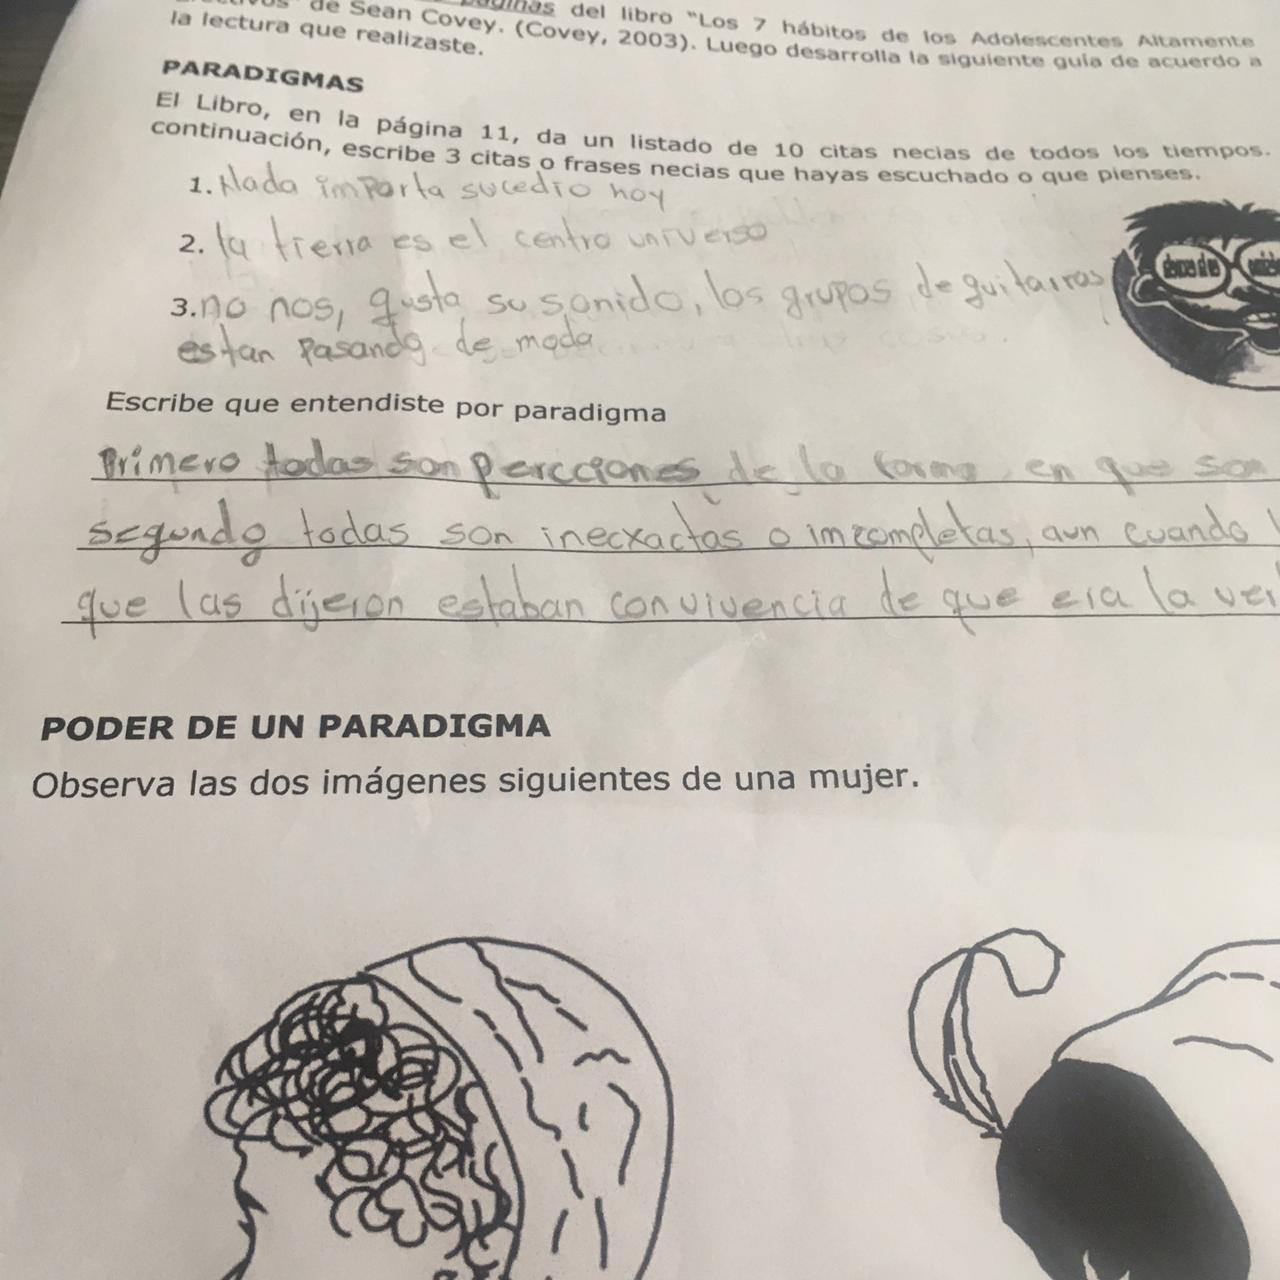 páginas del libro "Los 7 hábitos de los Adolescentes Altamente
de Sean Covey. (Covey, 2003). Luego desarrolla la siguiente guía de acuerdo a
la lectura que realizaste.
PARADIGMAS
El Libro, en la página 11, da un listado de 10 citas necias de todos los tiempos.
continuación, escribe 3 citas o frases necias que hayas escuchado o que pienses.
1. Nada importa sucedio hoy
2. la tierra es el centro universo
3. no nos, gusta su sonido, los grupos de guitarras
estan Pasando de moda
Escribe que entendiste por paradigma
Primero todas son percciones de la forma en que son
segundo todas son inecxactas o imcompletas, aun cuando
que las dijeron estaban convivencia de que era la
PODER DE UN PARADIGMA
Observa las dos imágenes siguientes de una mujer.